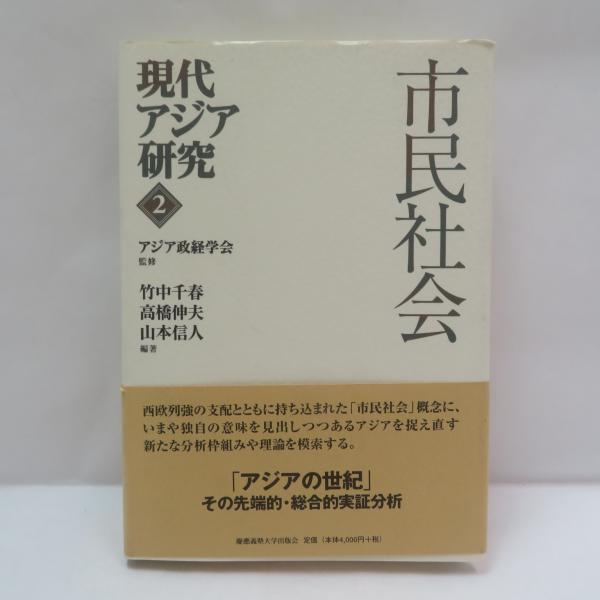 市民社会
現代
アジア
研究
2
アジア政経学会
監修
竹中千春
高橋伸夫
山本信人
編著
西欧列強の支配とともに持ち込まれた「市民社会」概念に、
いまや独自の意味を見出しつつあるアジアを捉え直す
新たな分析枠組みや理論を模索する。
「アジアの世紀」
その先端的・総合的実証分析
慶應義塾大学出版会 定価（本体4,000円＋税）